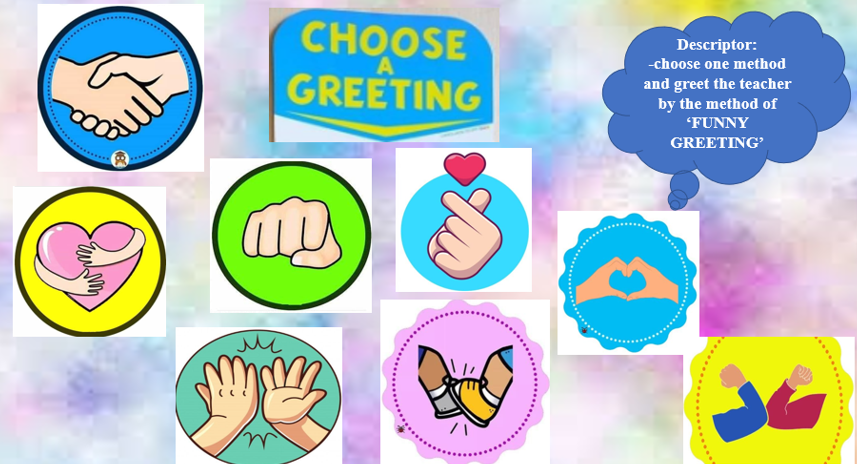 CHOOSE
A
GREETING
Descriptor:
-choose one method
and greet the teacher
by the method of
‘FUNNY
GREETING’